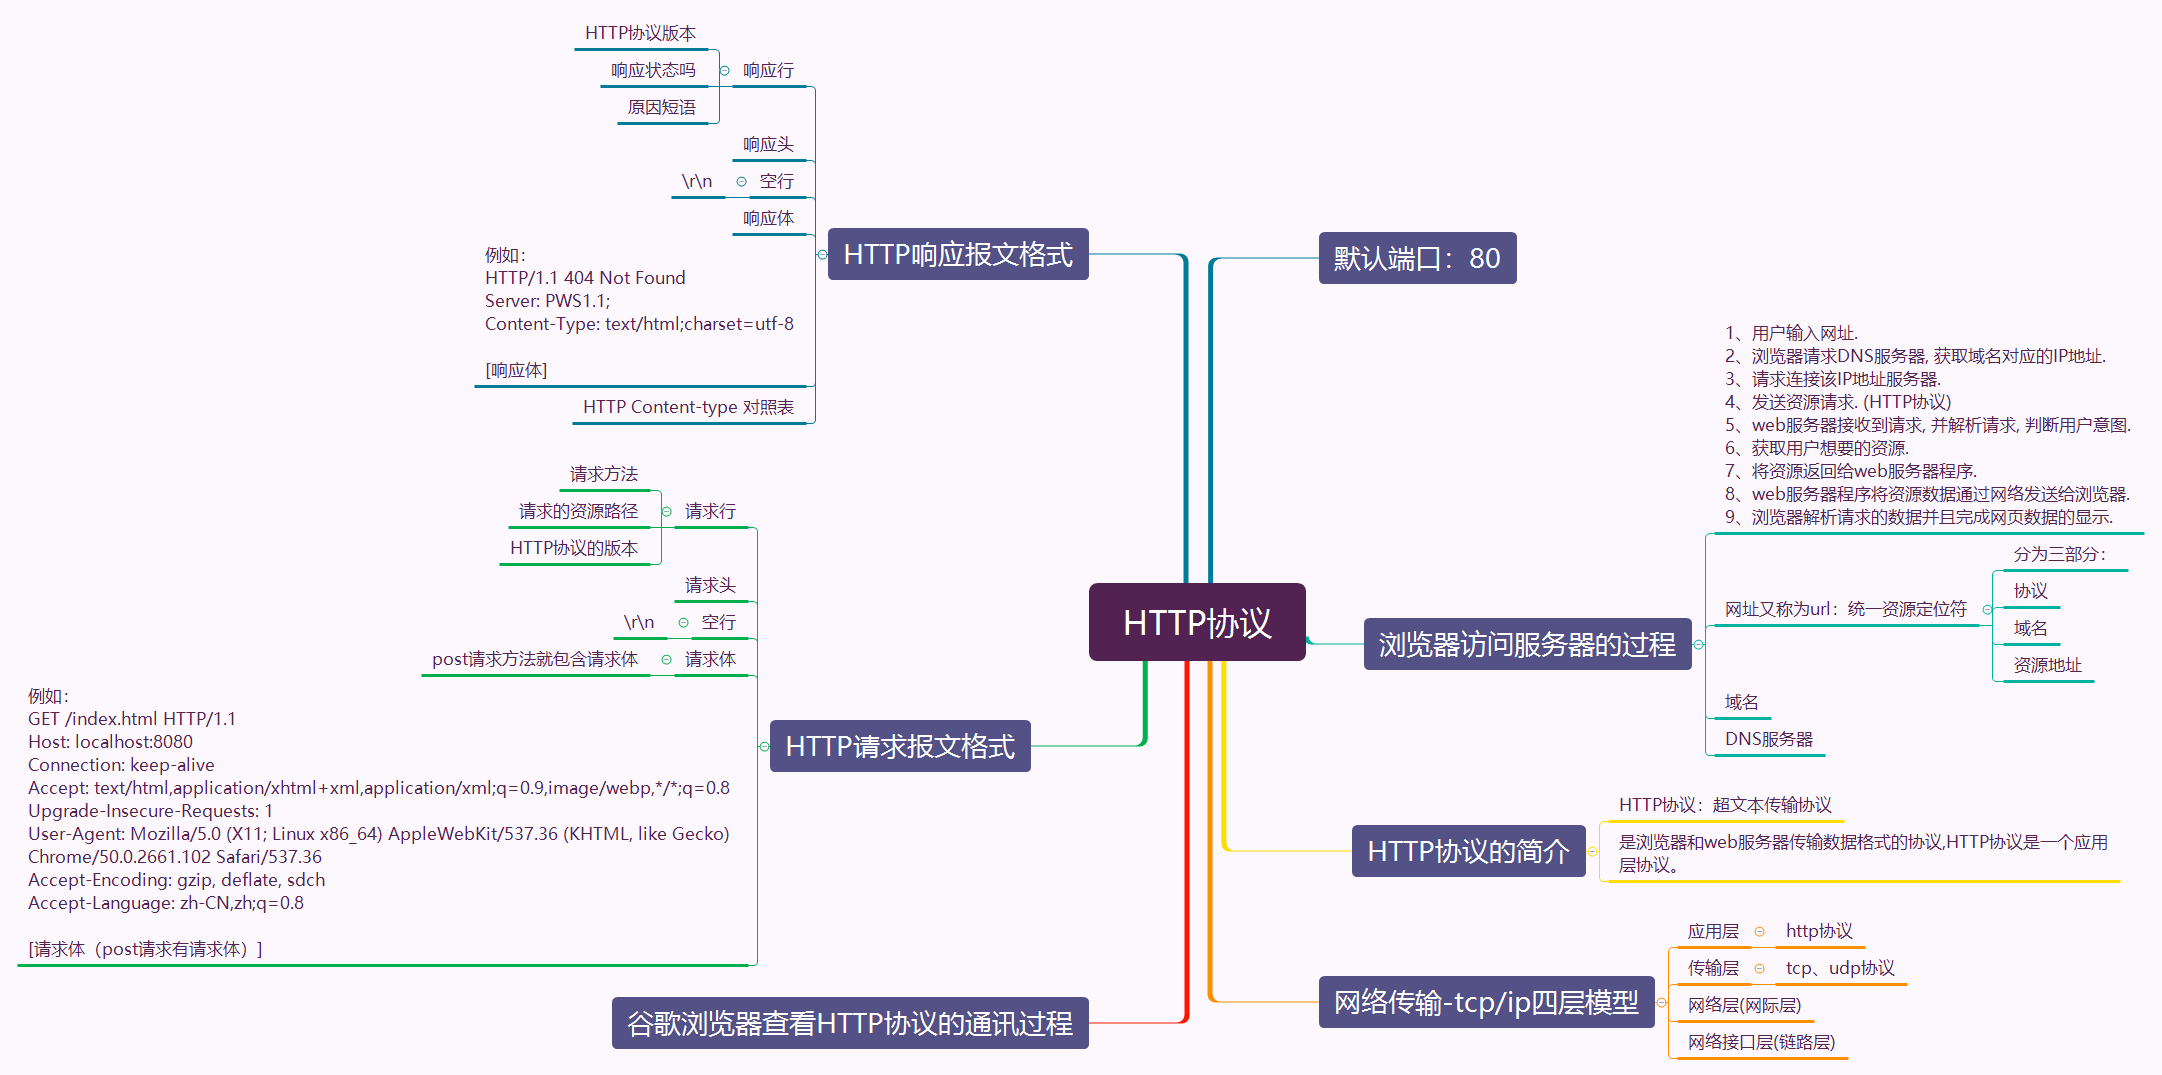 HTTP协议
默认端口：80
浏览器访问服务器的过程
1、用户输入网址.
2、浏览器请求DNS服务器, 获取域名对应的IP地址.
3、请求连接该IP地址服务器.
4、发送资源请求. (HTTP协议)
5、web服务器接收到请求, 并解析请求, 判断用户意图.
6、获取用户想要的资源.
7、将资源返回给web服务器程序.
8、web服务器程序将资源数据通过网络发送给浏览器.
9、浏览器解析请求的数据并且完成网页数据的显示.
网址又称为url：统一资源定位符
分为三部分：
协议
域名
资源地址
域名
DNS服务器
HTTP协议的简介
HTTP协议：超文本传输协议
是浏览器和web服务器传输数据格式的协议,HTTP协议是一个应用
层协议。
网络传输-tcp/ip四层模型
应用层
http协议
传输层
tcp、udp协议
网络层(网际层)
网络接口层(链路层)
HTTP响应报文格式
响应行
HTTP协议版本
响应状态吗
原因短语
响应头
空行
\r\n
响应体
例如：
HTTP/1.1 404 Not Found
Server: PWS1.1;
Content-Type: text/html;charset=utf-8
[响应体]
HTTP Content-type 对照表
HTTP请求报文格式
请求行
请求方法
请求的资源路径
HTTP协议的版本
请求头
空行
\r\n
请求体
post请求方法就包含请求体
例如：
GET /index.html HTTP/1.1
Host: localhost:8080
Connection: keep-alive
Accept: text/html,application/xhtml+xml,application/xml;q=0.9,image/webp,*/*;q=0.8
Upgrade-Insecure-Requests: 1
User-Agent: Mozilla/5.0 (X11; Linux x86_64) AppleWebKit/537.36 (KHTML, like Gecko)
Chrome/50.0.2661.102 Safari/537.36
Accept-Encoding: gzip, deflate, sdch
Accept-Language: zh-CN,zh;q=0.8
[请求体（post请求有请求体）]
谷歌浏览器查看HTTP协议的通讯过程